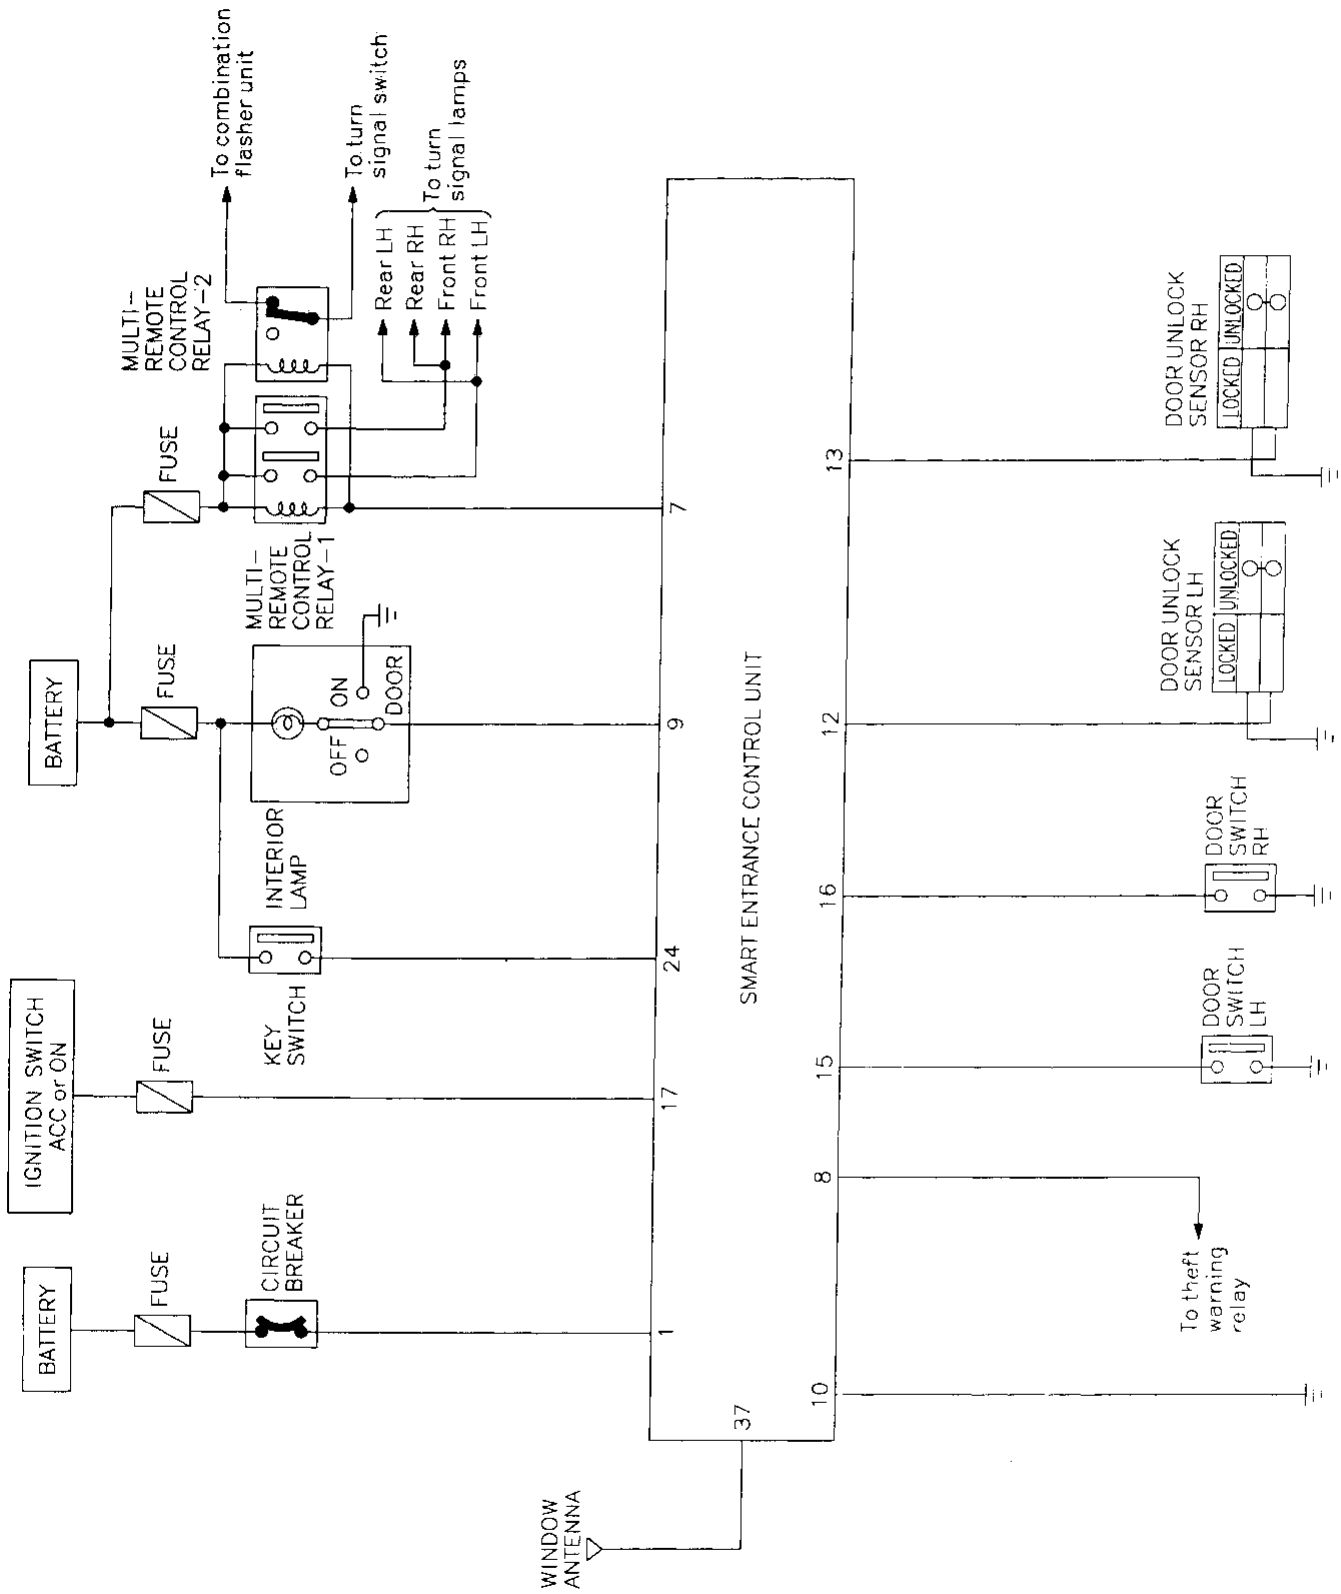 BATTERY
FUSE
CIRCUIT
BREAKER
IGNITION SWITCH
ACC or ON
FUSE
KEY
SWITCH
BATTERY
FUSE
INTERIOR
LAMP
OFF
ON
DOOR
FUSE
MULTI-
REMOTE
CONTROL
RELAY-1
MULTI-
REMOTE
CONTROL
RELAY-2
To combination
flasher unit
To turn
signal switch
Rear LH
Rear RH
Front RH
Front LH
To turn
signal lamps
WINDOW
ANTENNA
37
1
17
24
9
7
SMART ENTRANCE CONTROL UNIT
10
8
15
16
12
13
To theft
warning
relay
DOOR
SWITCH
LH
DOOR
SWITCH
RH
DOOR UNLOCK
SENSOR LH
LOCKED UNLOCKED
DOOR UNLOCK
SENSOR RH
LOCKED UNLOCKED